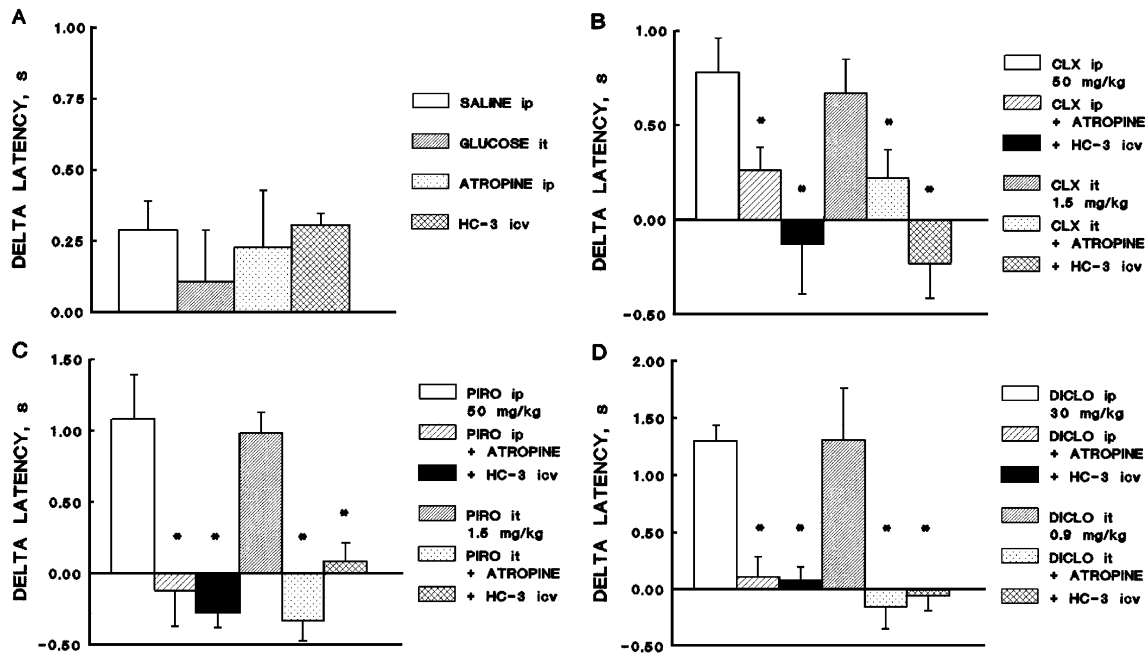 A
DELTA LATENCY, s
1.00
0.75
0.50
0.25
0.00
SALINE ip
GLUCOSE it
ATROPINE ip
HC-3 icv
B
DELTA LATENCY, s
1.00
0.50
0.00
-0.50
*
*
*
*
CLX ip
50 mg/kg
CLX ip
+ ATROPINE
+ HC-3 icv
CLX it
1.5 mg/kg
CLX it
+ ATROPINE
+ HC-3 icv
C
DELTA LATENCY, s
1.50
1.00
0.50
0.00
-0.50
*
*
*
*
PIRO ip
50 mg/kg
PIRO ip
+ ATROPINE
+ HC-3 icv
PIRO it
1.5 mg/kg
PIRO it
+ ATROPINE
+ HC-3 icv
D
DELTA LATENCY, s
2.00
1.50
1.00
0.50
0.00
-0.50
*
*
*
*
DICLO ip
30 mg/kg
DICLO ip
+ ATROPINE
+ HC-3 icv
DICLO it
0.9 mg/kg
DICLO it
+ ATROPINE
+ HC-3 icv